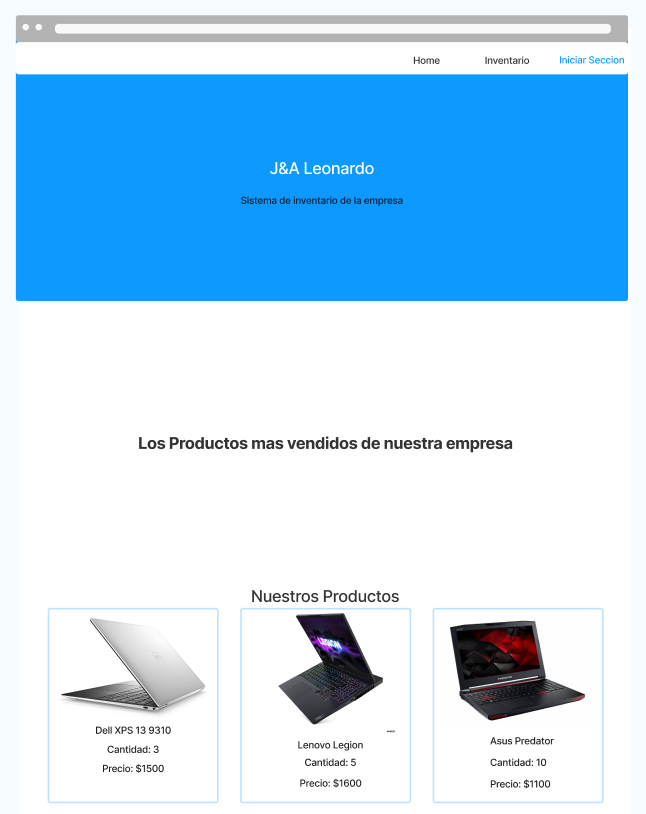 Home Inventario Iniciar Seccion
J&A Leonardo
Sistema de inventario de la empresa
Los Productos mas vendidos de nuestra empresa
Nuestros Productos
LEGION
Dell XPS 13 9310
Cantidad: 3
Precio: $1500
Lenovo Legion
Cantidad: 5
Precio: $1600
Asus Predator
Cantidad: 10
Precio: $1100